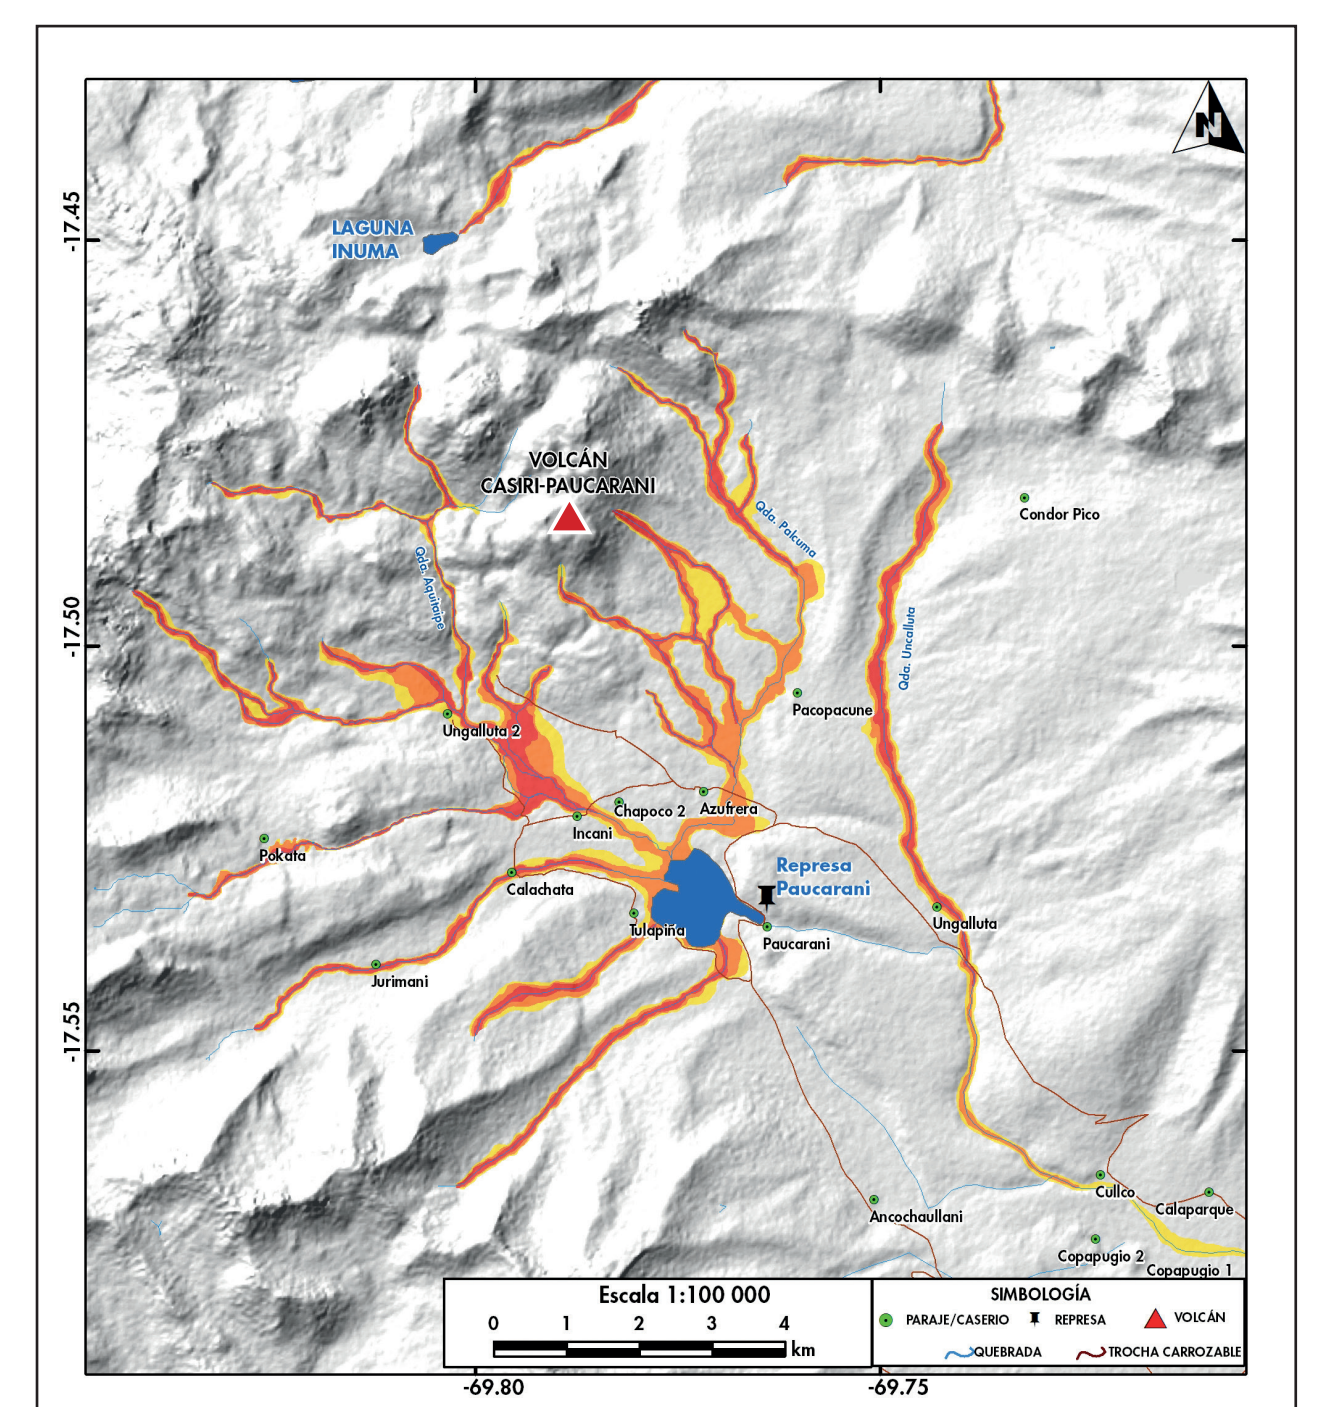 N
-17.45
LAGUNA
INUMA
VOLCÁN
CASIRI-PAUCARANI
Condor Pico
Qda. Palcuma
Qda. Aquilaipe
-17.50
Qda. Uncalluta
Pacopacune
Ungalluta 2
Chapoco 2
Azufrera
Incani
Pokata
Represa
Paucarani
Calachata
Ungalluta
Tulapiña
Paucarani
Jurimani
-17.55
Cullco
Calaparque
Ancochaullani
Copapugio 2
Copapugio 1
Escala 1:100 000
0 1 2 3 4
km
SIMBOLOGÍA
PARAJE/CASERIO
REPRESA
VOLCÁN
QUEBRADA
TROCHA CARROZABLE
-69.80
-69.75